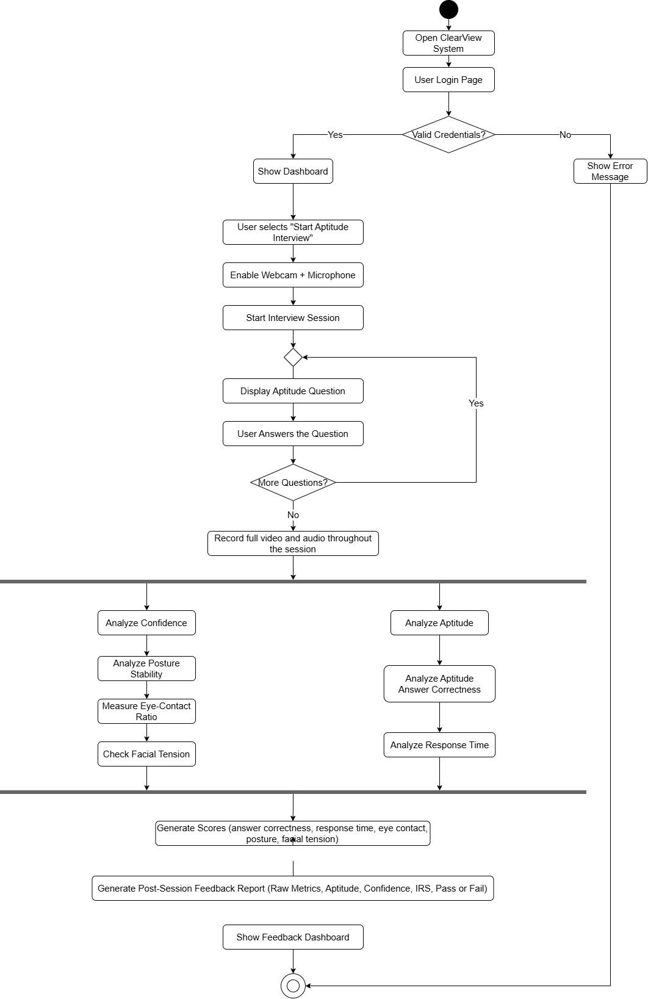 Open ClearView
System
User Login Page
Valid Credentials?
Yes
No
Show Dashboard
Show Error
Message
User selects "Start Aptitude
Interview"
Enable Webcam + Microphone
Start Interview Session
Display Aptitude Question
Yes
User Answers the Question
More Questions?
No
Record full video and audio throughout
the session
Analyze Confidence
Analyze Posture
Stability
Measure Eye-Contact
Ratio
Check Facial Tension
Analyze Aptitude
Analyze Aptitude
Answer Correctness
Analyze Response Time
Generate Scores (answer correctness, response time, eye contact,
posture, facial tension)
Generate Post-Session Feedback Report (Raw Metrics, Aptitude, Confidence, IRS, Pass or Fail)
Show Feedback Dashboard